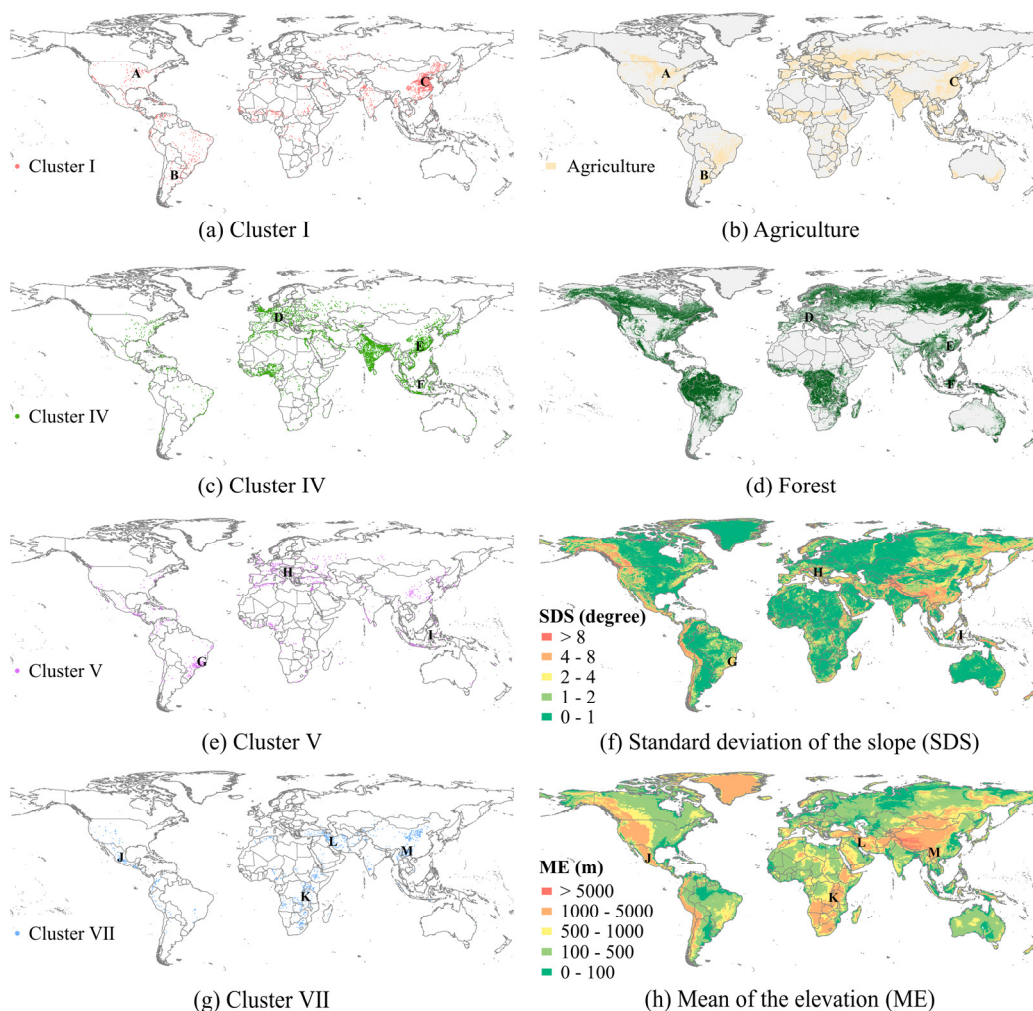 A
C
B
Cluster I
(a) Cluster I
A
C
B
Agriculture
(b) Agriculture
D
E
F
Cluster IV
(c) Cluster IV
D
E
F
(d) Forest
H
I
G
Cluster V
(e) Cluster V
H
I
G
SDS (degree)
> 8
4 - 8
2 - 4
1 - 2
0 - 1
(f) Standard deviation of the slope (SDS)
J
L
M
K
Cluster VII
(g) Cluster VII
J
L
M
K
ME (m)
> 5000
1000 - 5000
500 - 1000
100 - 500
0 - 100
(h) Mean of the elevation (ME)